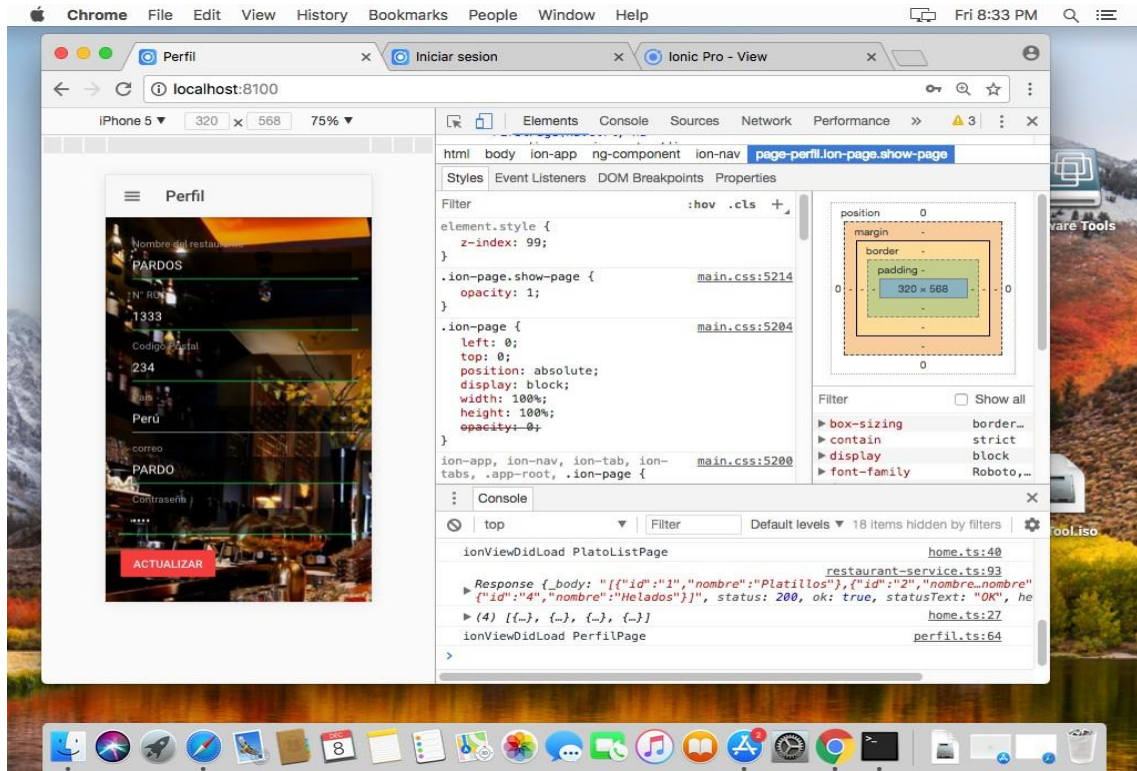 Chrome File Edit View History Bookmarks People Window Help Fri 8:33 PM
Perfil Iniciar sesion Ionic Pro - View
localhost:8100
iPhone 5 ▼ 320 x 568 75% ▼
Elements Console Sources Network Performance » 3
html body ion-app ng-component ion-nav page-perfil.ion-page.show-page
Styles Event Listeners DOM Breakpoints Properties
Perfil
Nombre del restaurante
PARDOS
N° RUC
1333
Codigo Postal
234
Pais
Perú
correo
PARDO
Contraseña
••••
ACTUALIZAR
Filter :hov .cls +
element.style {
z-index: 99;
}
.ion-page.show-page { main.css:5214
opacity: 1;
}
.ion-page { main.css:5204
left: 0;
top: 0;
position: absolute;
display: block;
width: 100%;
height: 100%;
opacity: 0;
}
ion-app, ion-nav, ion-tab, ion- main.css:5200
tabs, .app-root, .ion-page {
position 0
margin -
border -
padding -
0 - - - 320 × 568 - - - 0
-
-
-
0
Filter Show all
box-sizing border…
contain strict
display block
font-family Roboto,…
Console
top ▼ Filter Default levels ▼ 18 items hidden by filters
ionViewDidLoad PlatoListPage home.ts:40
restaurant-service.ts:93
Response {_body: "[{"id":"1","nombre":"Platillos"},{"id":"2","nombre…nombre"
{"id":"4","nombre":"Helados"}]", status: 200, ok: true, statusText: "OK", he
(4) [{…}, {…}, {…}, {…}] home.ts:27
ionViewDidLoad PerfilPage perfil.ts:64
>
ware Tools
Tool.iso
DEC
8
2